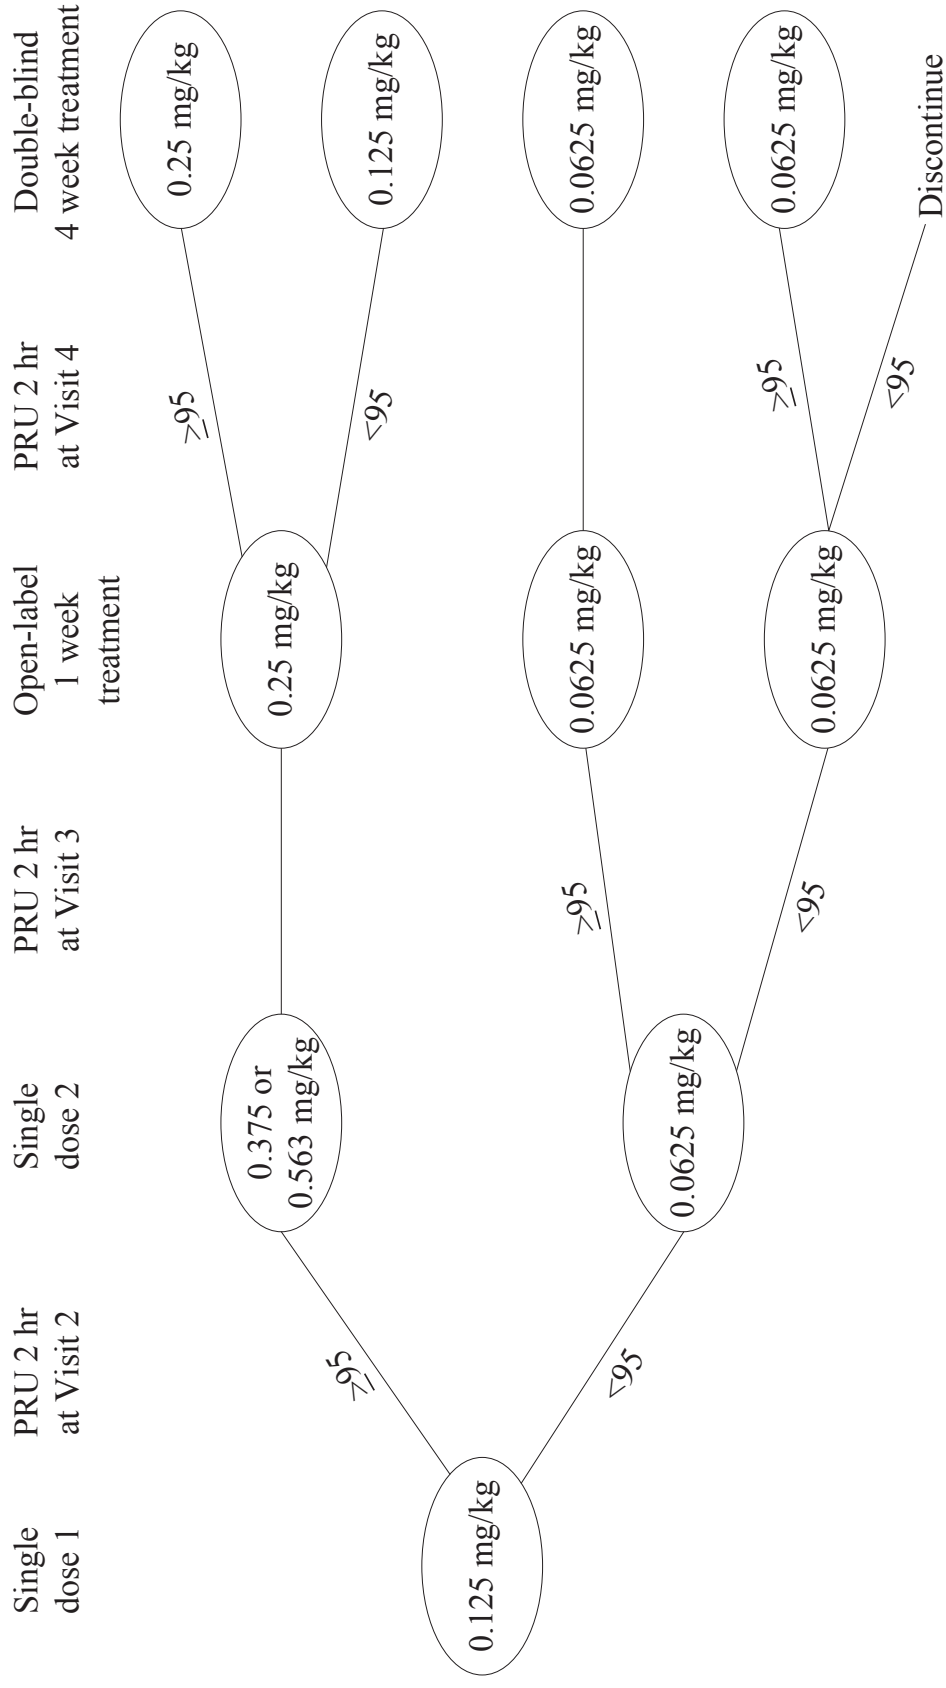 Single
dose 1
PRU 2 hr
at Visit 2
Single
dose 2
PRU 2 hr
at Visit 3
Open-label
1 week
treatment
PRU 2 hr
at Visit 4
Double-blind
4 week treatment
0.125 mg/kg
≥95
<95
0.375 or
0.563 mg/kg
0.0625 mg/kg
≥95
<95
0.25 mg/kg
0.0625 mg/kg
0.0625 mg/kg
≥95
<95
≥95
<95
0.25 mg/kg
0.125 mg/kg
0.0625 mg/kg
0.0625 mg/kg
Discontinue